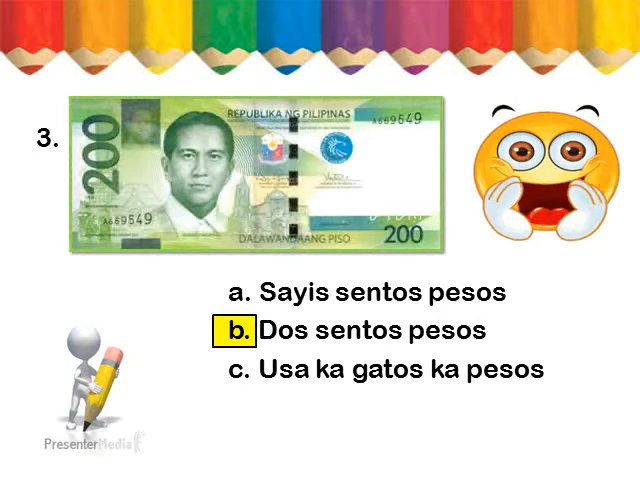 3.
REPUBLIKA NG PILIPINAS
A669549
200
A669549
DALAWANDAANG PISO
200
a. Sayis sentos pesos
b. Dos sentos pesos
c. Usa ka gatos ka pesos
PresenterMedia